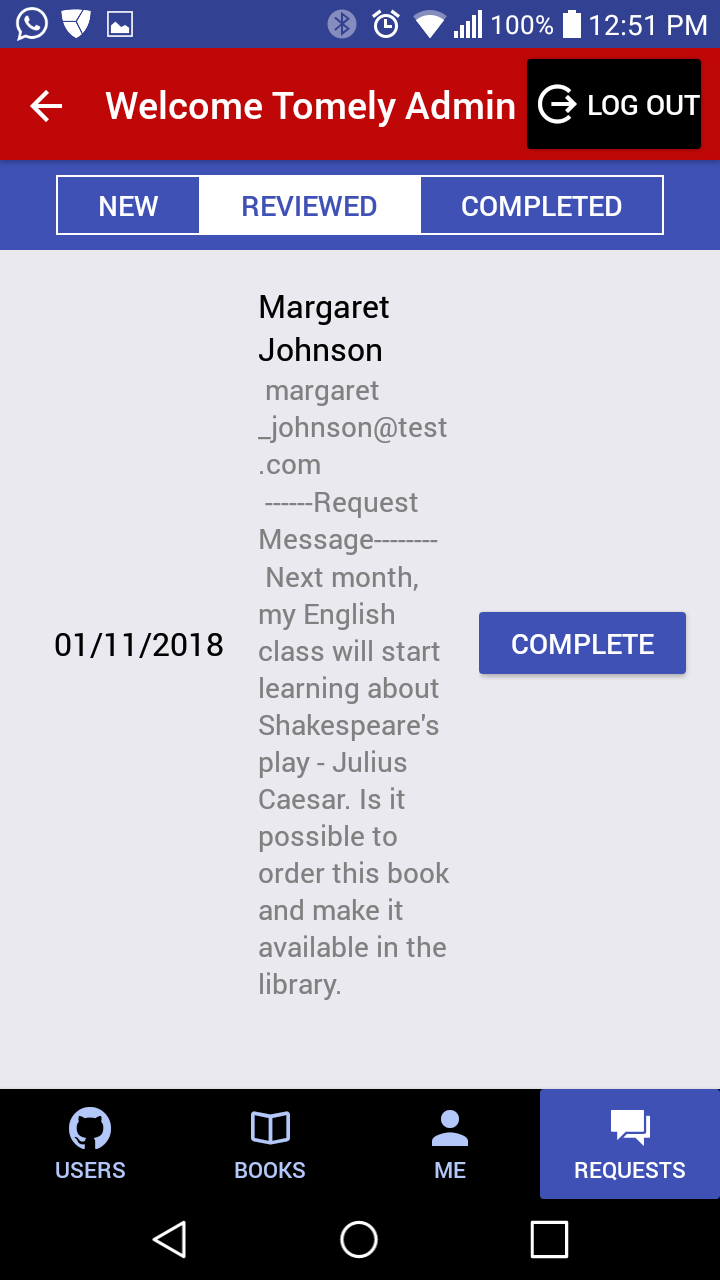 100% 12:51 PM
Welcome Tomely Admin
LOG OUT
NEW
REVIEWED
COMPLETED
01/11/2018
Margaret
Johnson
margaret
_johnson@test
.com
------Request
Message--------
Next month,
my English
class will start
learning about
Shakespeare's
play - Julius
Caesar. Is it
possible to
order this book
and make it
available in the
library.
COMPLETE
USERS
BOOKS
ME
REQUESTS